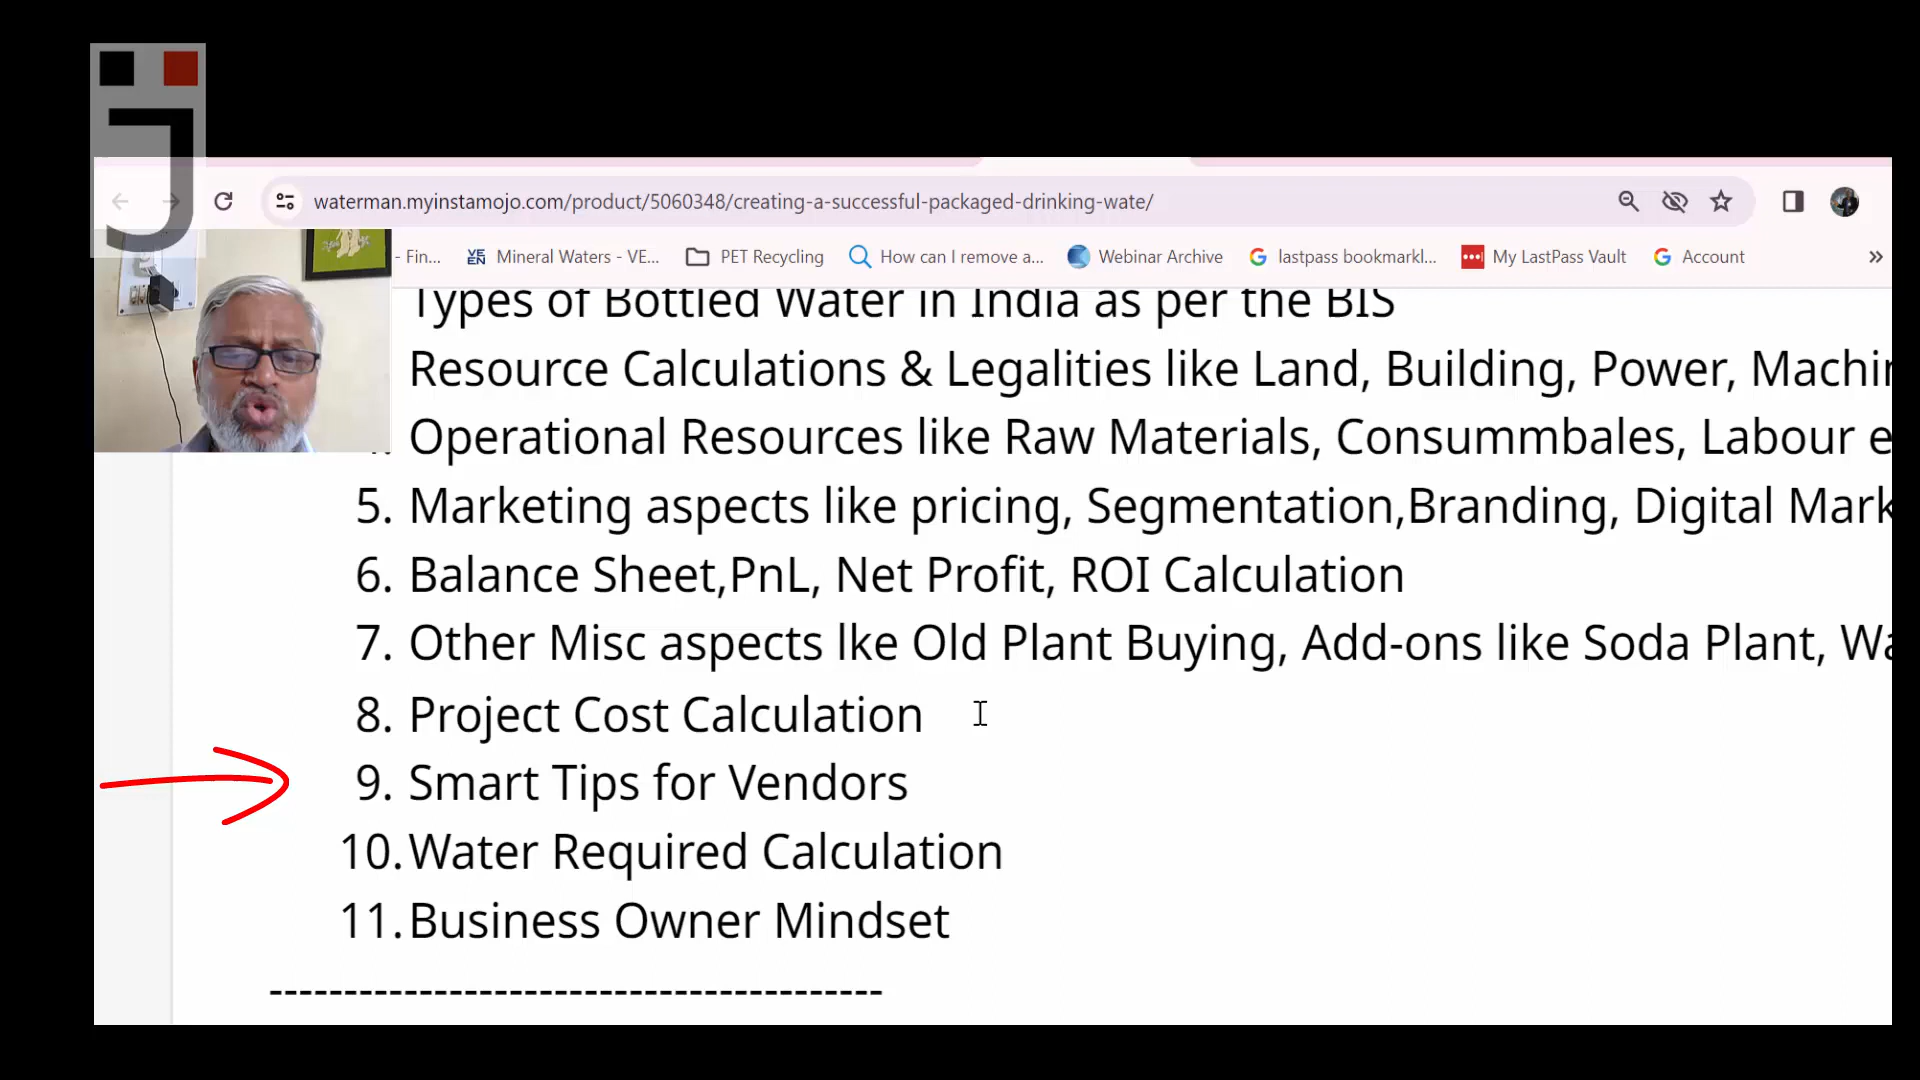 waterman.myinstamojo.com/product/5060348/creating-a-successful-packaged-drinking-wate/
- Fin... VE EN Mineral Waters - VE... PET Recycling How can I remove a... Webinar Archive lastpass bookmarkl... My LastPass Vault Account »
Types of Bottled Water in India as per the BIS
Resource Calculations & Legalities like Land, Building, Power, Machin
Operational Resources like Raw Materials, Consummbales, Labour e
5. Marketing aspects like pricing, Segmentation,Branding, Digital Mark
6. Balance Sheet,PnL, Net Profit, ROI Calculation
7. Other Misc aspects lke Old Plant Buying, Add-ons like Soda Plant, Wa
8. Project Cost Calculation
9. Smart Tips for Vendors
10. Water Required Calculation
11. Business Owner Mindset
-----------------------------------------